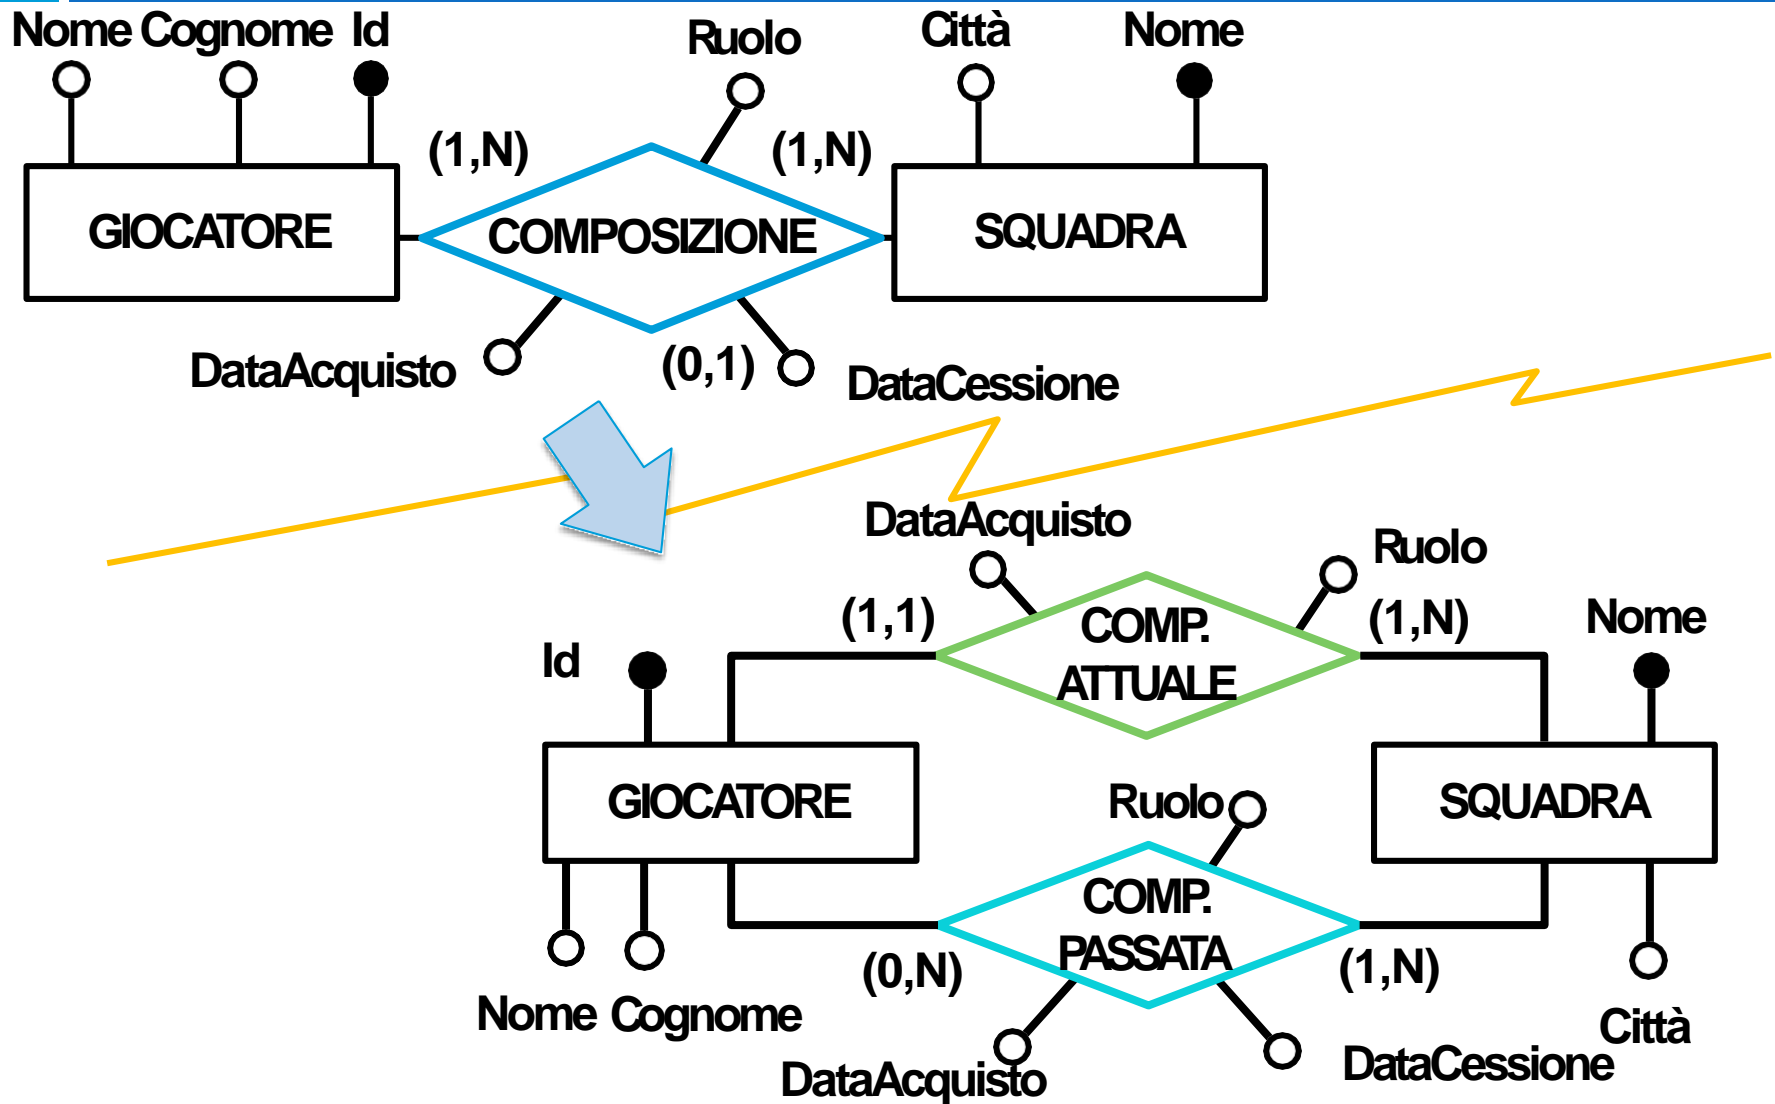 Nome Cognome Id Ruolo Città Nome
(1,N) (1,N)
GIOCATORE COMPOSIZIONE SQUADRA
DataAcquisto (0,1) DataCessione
DataAcquisto
Ruolo
(1,1) COMP. (1,N) Nome
Id ATTUALE
GIOCATORE Ruolo SQUADRA
COMP.
(0,N) PASSATA (1,N)
Nome Cognome Città
DataAcquisto DataCessione